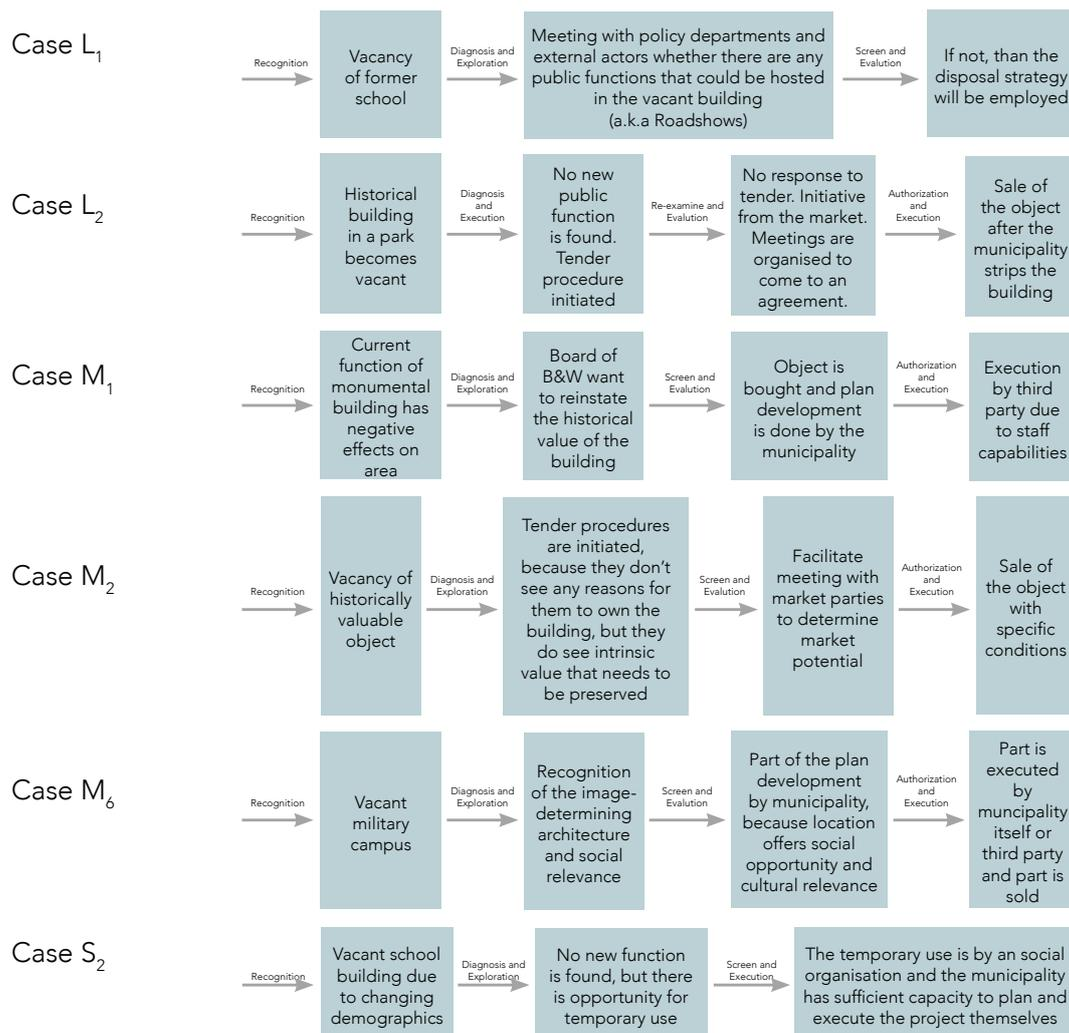 Case L1
Recognition
Vacancy
of former
school
Diagnosis and
Exploration
Meeting with policy departments and
external actors whether there are any
public functions that could be hosted
in the vacant building
(a.k.a Roadshows)
Screen and
Evalution
If not, than the
disposal strategy
will be employed
Case L2
Recognition
Historical
building
in a park
becomes
vacant
Diagnosis
and
Execution
No new
public
function
is found.
Tender
procedure
initiated
Re-examine and
Evalution
No response to
tender. Initiative
from the market.
Meetings are
organised to
come to an
agreement.
Authorization
and
Execution
Sale of
the object
after the
municipality
strips the
building
Case M1
Recognition
Current
function of
monumental
building has
negative
effects on
area
Diagnosis and
Exploration
Board of
B&W want
to reinstate
the historical
value of the
building
Screen and
Evalution
Object is
bought and plan
development
is done by the
municipality
Authorization
and
Execution
Execution
by third
party due
to staff
capabilities
Case M2
Recognition
Vacancy of
historically
valuable
object
Diagnosis and
Exploration
Tender procedures
are initiated,
because they don't
see any reasons for
them to own the
building, but they
do see intrinsic
value that needs to
be preserved
Screen and
Evalution
Facilitate
meeting with
market parties
to determine
market
potential
Authorization
and
Execution
Sale of
the object
with
specific
conditions
Case M6
Recognition
Vacant
military
campus
Diagnosis and
Exploration
Recognition
of the image-
determining
architecture
and social
relevance
Screen and
Evalution
Part of the plan
development
by municipality,
because location
offers social
opportunity and
cultural relevance
Authorization
and
Execution
Part is
executed
by
muncipality
itself or
third party
and part is
sold
Case S2
Recognition
Vacant school
building due
to changing
demographics
Diagnosis and
Exploration
No new function
is found, but there
is opportunity for
temporary use
Screen and
Execution
The temporary use is by an social
organisation and the municipality
has sufficient capacity to plan and
execute the project themselves